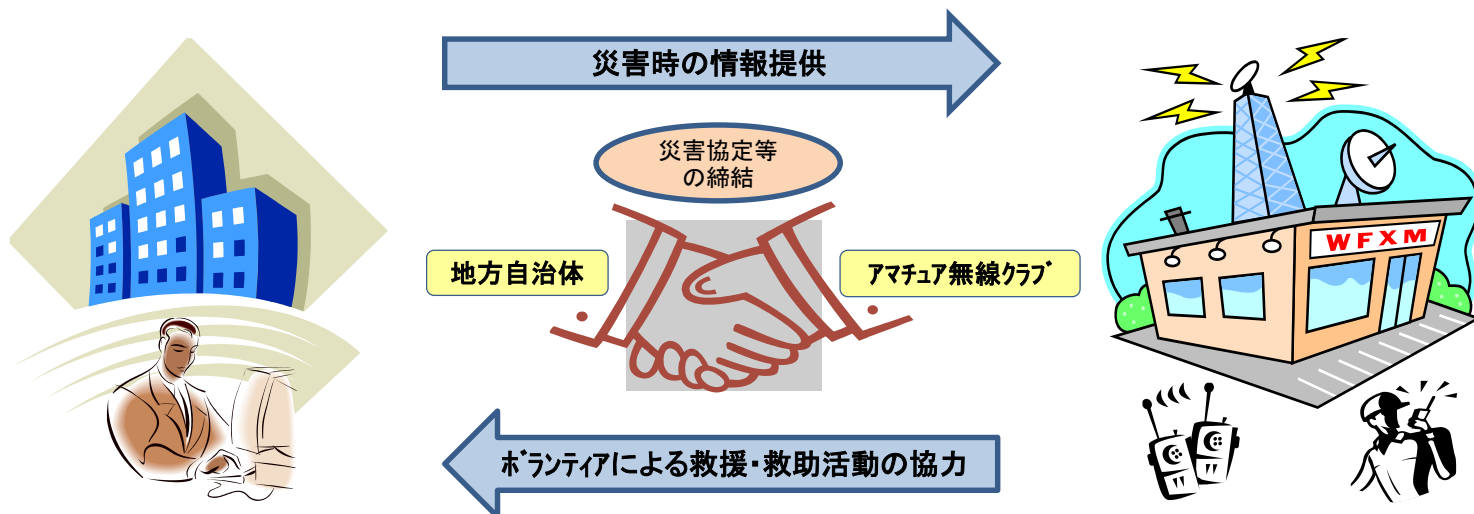 災害時の情報提供
災害協定等
の締結
地方自治体
アマチュア無線クラブ
WFXM
ボランティアによる救援・救助活動の協力